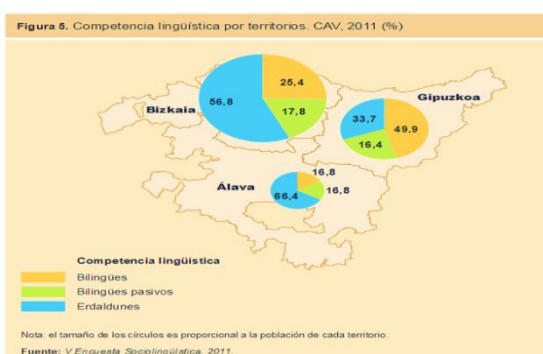 Figura 5. Competencia lingüística por territorios. CAV, 2011 (%)
Bizkaia
56,8
25,4
17,8
Gipuzkoa
33,7
49,9
16,4
Álava
16,8
16,8
66,4
Competencia lingüistica
Bilingües
Bilingües pasivos
Erdaldunes
Nota: el tamaño de los círculos es proporcional a la población de cada territorio.
Fuente: V Encuesta Sociolingüística, 2011.